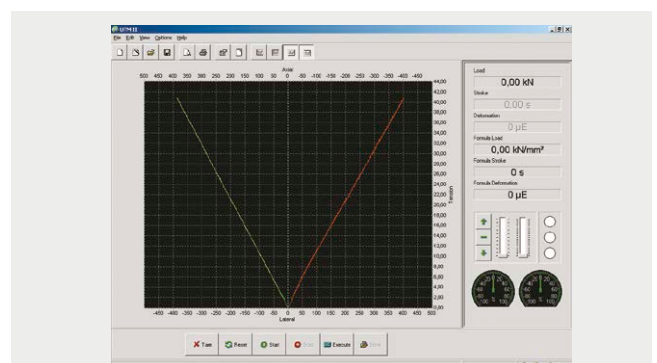 UTM II
File Edit View Options Help
Axial
500 450 400 350 300 250 200 150 100 50 0 -50 -100 -150 -200 -250 -300 -350 -400 -450
44,00
42,00
40,00
38,00
36,00
34,00
32,00
30,00
28,00
26,00
24,00
22,00
20,00
18,00
16,00
14,00
12,00
10,00
8,00
6,00
4,00
2,00
0,00
Tension
-450 -400 -350 -300 -250 -200 -150 -100 -50 0 50 100 150 200 250 300 350 400 450 500
Lateral
Load
0,00 kN
Stroke
0,00 s
Deformation
0 µE
Formula Load
0,00 kN/mm²
Formula Stroke
0 s
Formula Deformation
0 µE
Tare Reset Start Stop Execute